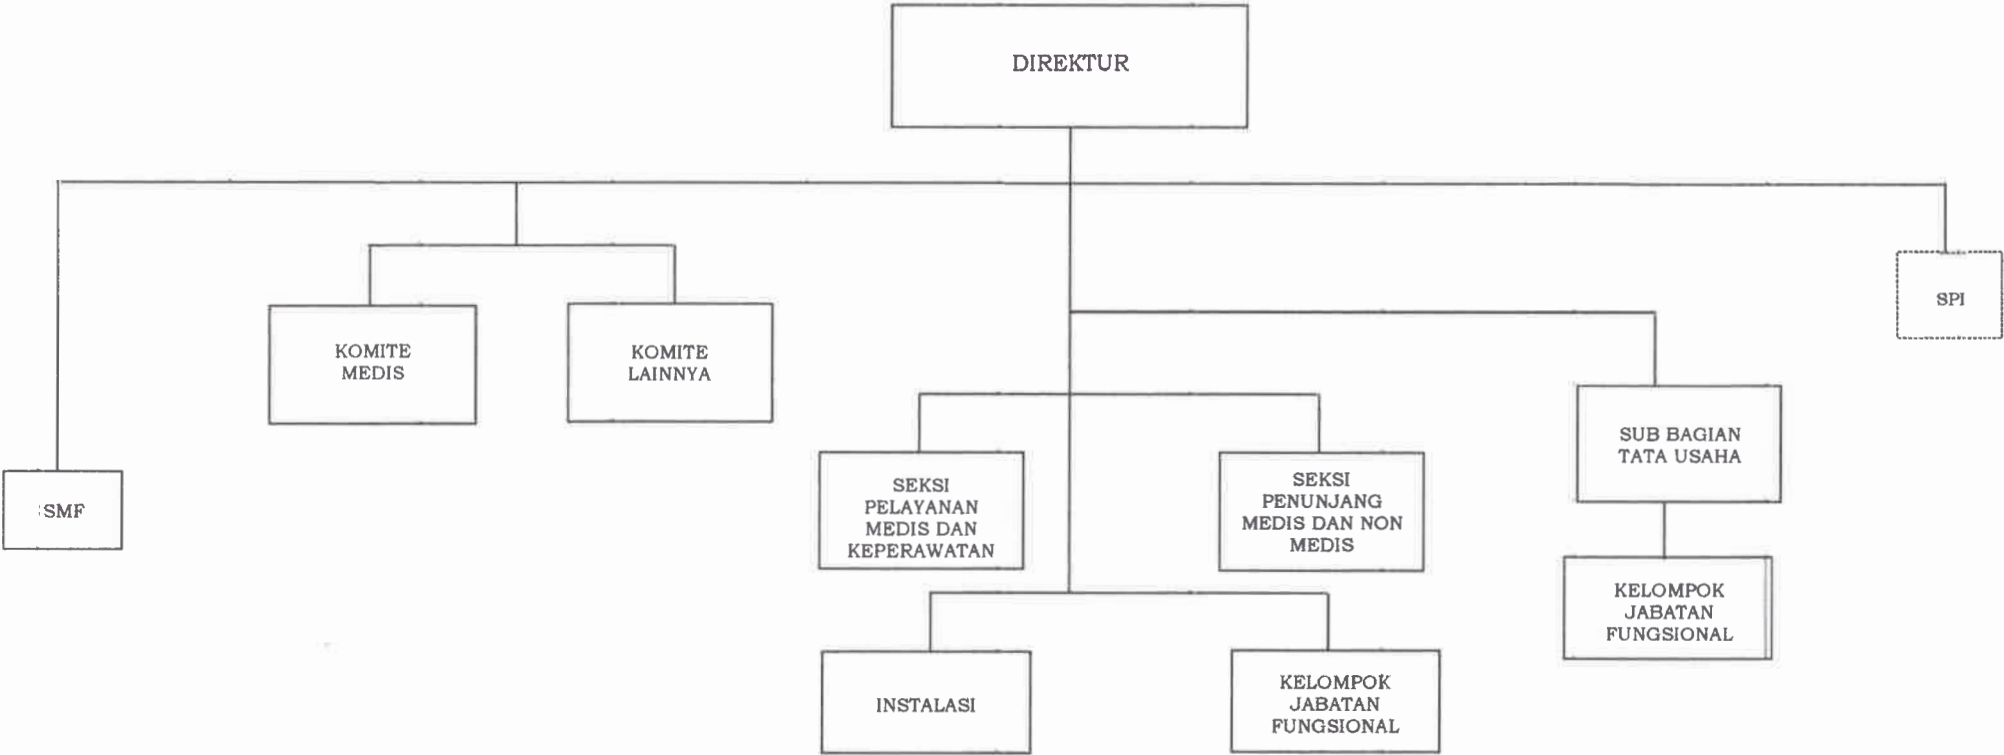 DIREKTUR
SPI
KOMITE
MEDIS
KOMITE
LAINNYA
SUB BAGIAN
TATA USAHA
SMF
SEKSI
PELAYANAN
MEDIS DAN
KEPERAWATAN
SEKSI
PENUNJANG
MEDIS DAN NON
MEDIS
KELOMPOK
JABATAN
FUNGSIONAL
INSTALASI
KELOMPOK
JABATAN
FUNGSIONAL